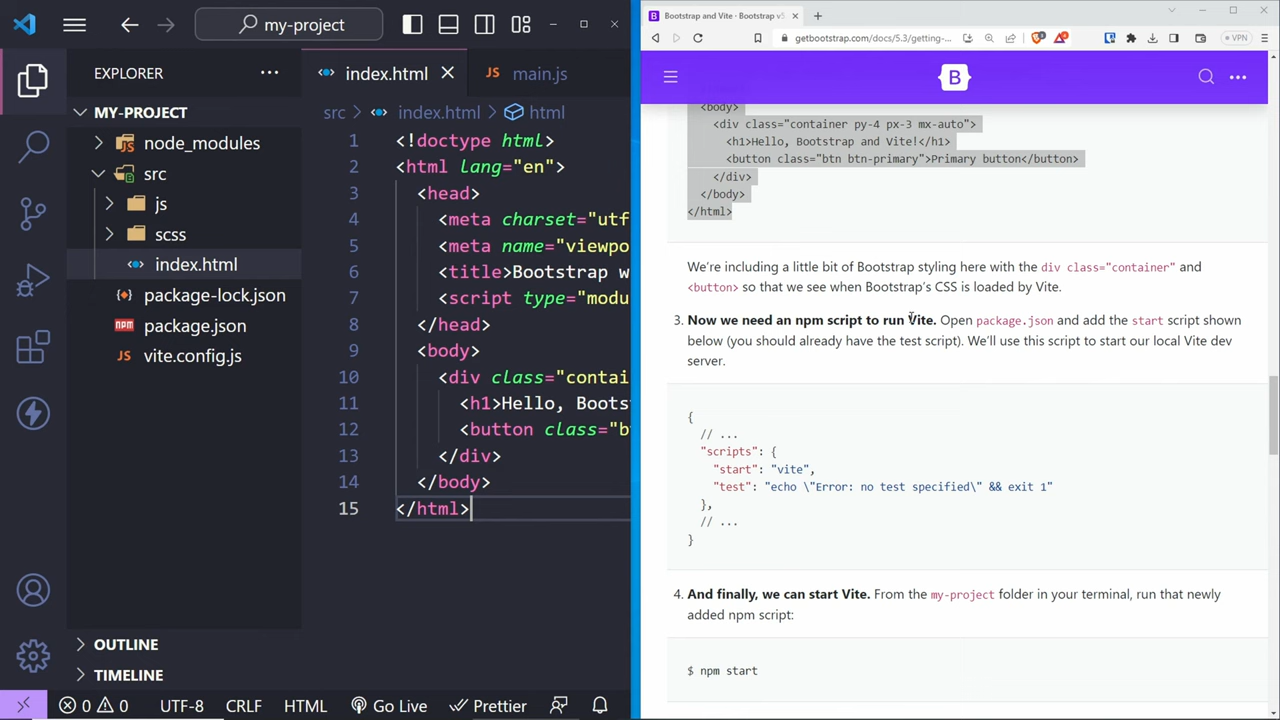 my-project
EXPLORER
MY-PROJECT
node_modules
src
js
scss
index.html
package-lock.json
package.json
vite.config.js
OUTLINE
TIMELINE
index.html
JS main.js
src > index.html > html
1 <!doctype html>
2 <html lang="en">
3 <head>
4 <meta charset="utf
5 <meta name="viewpo
6 <title>Bootstrap w
7 <script type="modu
8 </head>
9 <body>
10 <div class="contai
11 <h1>Hello, Boots
12 <button class="b
13 </div>
14 </body>
15 </html>
0 0 UTF-8 CRLF HTML Go Live Prettier
Bootstrap and Vite · Bootstrap v5
getbootstrap.com/docs/5.3/getting-...
VPN
B
<body>
<div class="container py-4 px-3 mx-auto">
<h1>Hello, Bootstrap and Vite!</h1>
<button class="btn btn-primary">Primary button</button>
</div>
</body>
</html>
We're including a little bit of Bootstrap styling here with the div class="container" and
<button> so that we see when Bootstrap's CSS is loaded by Vite.
3. Now we need an npm script to run Vite. Open package.json and add the start script shown
below (you should already have the test script). We'll use this script to start our local Vite dev
server.
{
// ...
"scripts": {
"start": "vite",
"test": "echo \"Error: no test specified\" && exit 1"
},
// ...
}
4. And finally, we can start Vite. From the my-project folder in your terminal, run that newly
added npm script:
$ npm start